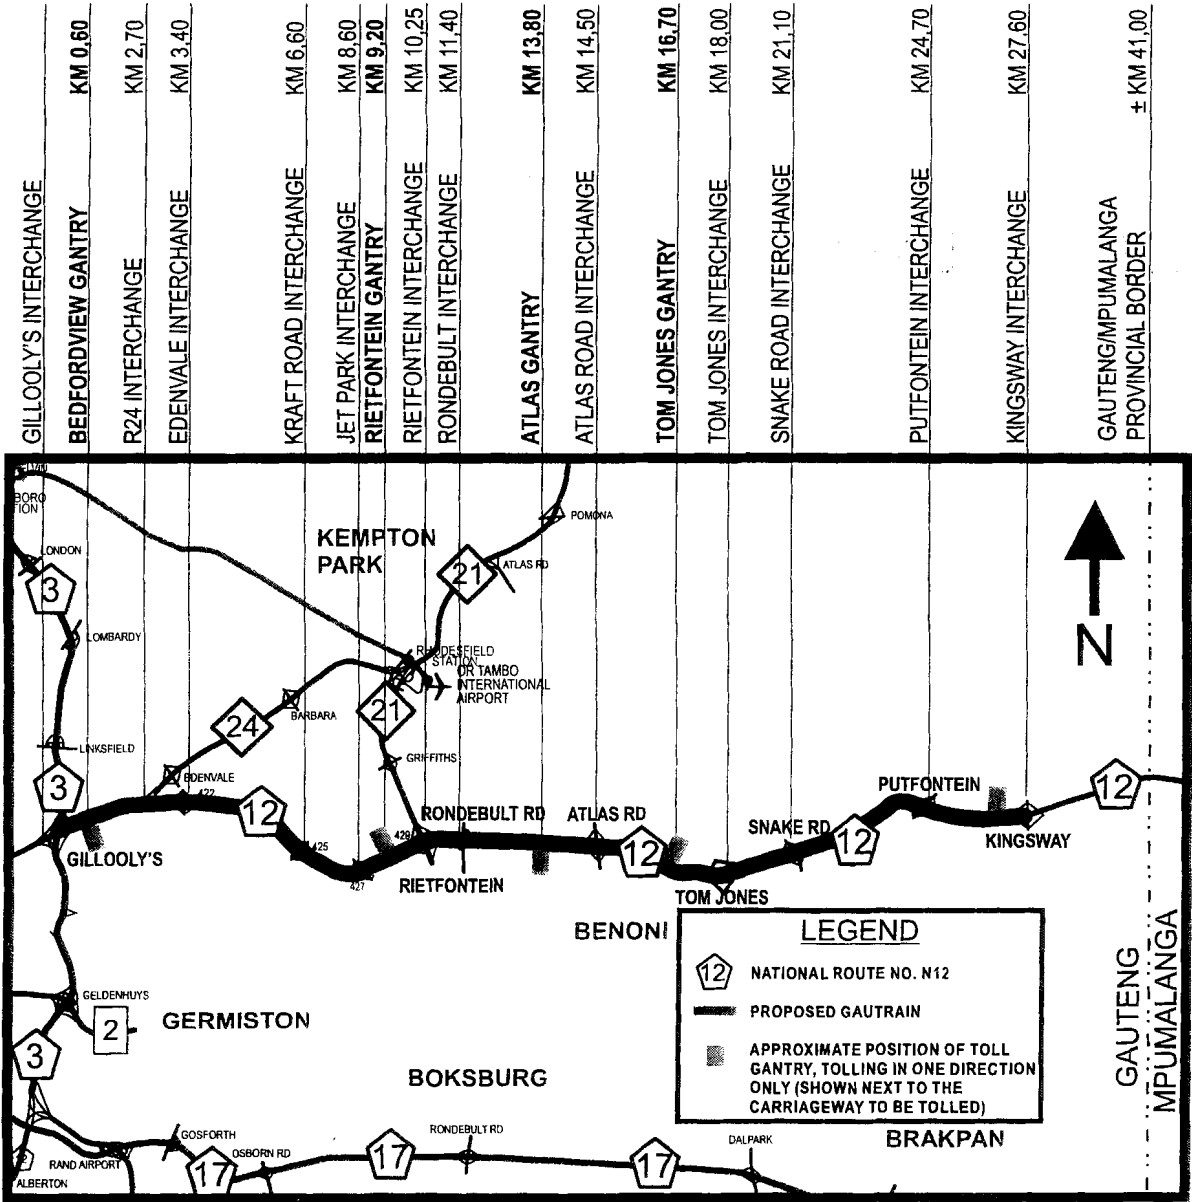 GILLOOLY'S INTERCHANGE
BEDFORDVIEW GANTRY KM 0,60
R24 INTERCHANGE KM 2,70
EDENVALE INTERCHANGE KM 3,40
KRAFT ROAD INTERCHANGE KM 6,60
JET PARK INTERCHANGE KM 8,60
RIETFONTEIN GANTRY KM 9,20
RIETFONTEIN INTERCHANGE KM 10,25
RONDEBULT INTERCHANGE KM 11,40
ATLAS GANTRY KM 13,80
ATLAS ROAD INTERCHANGE KM 14,50
TOM JONES GANTRY KM 16,70
TOM JONES INTERCHANGE KM 18,00
SNAKE ROAD INTERCHANGE KM 21,10
PUTFONTEIN INTERCHANGE KM 24,70
KINGSWAY INTERCHANGE KM 27.60
GAUTENG/MPUMALANGA
PROVINCIAL BORDER ± KM 41,00
BORO
TION
LONDON
3
LOMBARDY
LINKSFIELD
3
KEMPTON
PARK
POMONA
21
ATLAS RD
N
RHODESFIELD
STATION
OR TAMBO
INTERNATIONAL
AIRPORT
BARBARA
24
21
GRIFFITHS
EDENVALE
422
12
425
427
429
GILLOOLY'S
RONDEBULT RD
RIETFONTEIN
ATLAS RD
12
SNAKE RD
12
PUTFONTEIN
12
KINGSWAY
TOM JONES
BENONI
LEGEND
12 NATIONAL ROUTE NO. N12
PROPOSED GAUTRAIN
APPROXIMATE POSITION OF TOLL
GANTRY, TOLLING IN ONE DIRECTION
ONLY (SHOWN NEXT TO THE
CARRIAGEWAY TO BE TOLLED)
GAUTENG
MPUMALANGA
GELDENHUYS
2
GERMISTON
3
BOKSBURG
BRAKPAN
GOSFORTH
RAND AIRPORT
ALBERTON
17
OSBORN RD
17
RONDEBULT RD
17
DALPARK